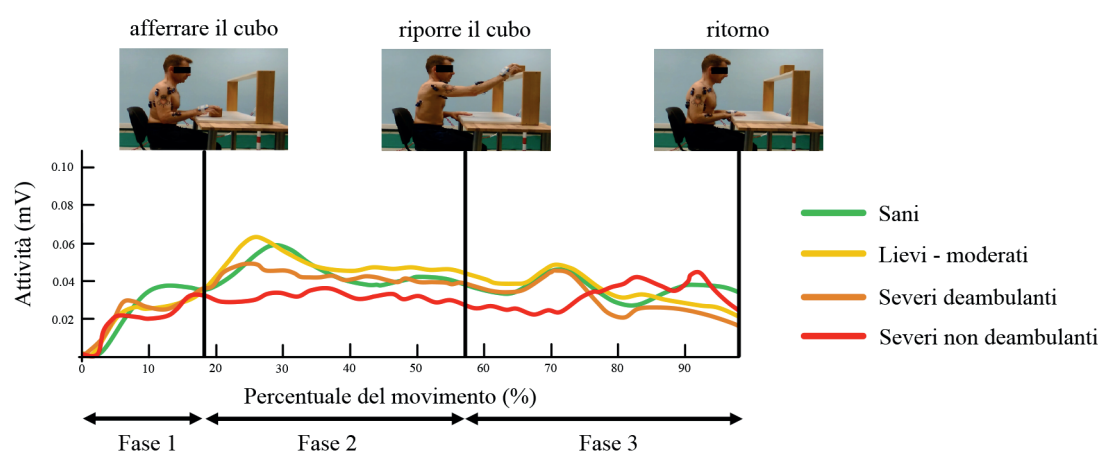 afferrare il cubo
riporre il cubo
ritorno
Attività (mV)
0.10
0.08
0.06
0.04
0.02
0
10
20
30
40
50
60
70
80
90
Percentuale del movimento (%)
Fase 1
Fase 2
Fase 3
Sani
Lievi - moderati
Severi deambulanti
Severi non deambulanti